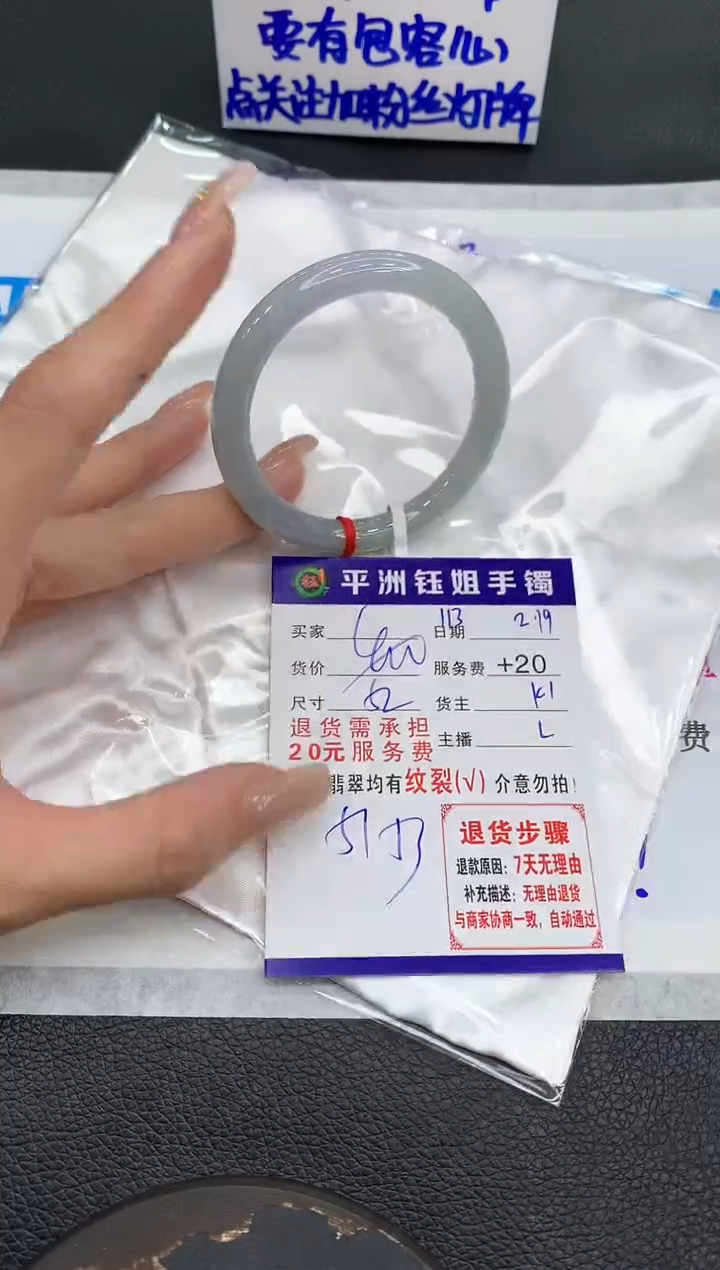 要有包容心
点关注加粉丝灯牌
平洲钰姐手镯
买家 日期 2.19
货价 服务费 +20
尺寸 52 货主 K1
退货需承担
20元服务费
主播 L
翡翠均有纹裂(√) 介意勿拍!
退货步骤
退款原因: 7天无理由
补充描述: 无理由退货
与商家协商一致，自动通过
费